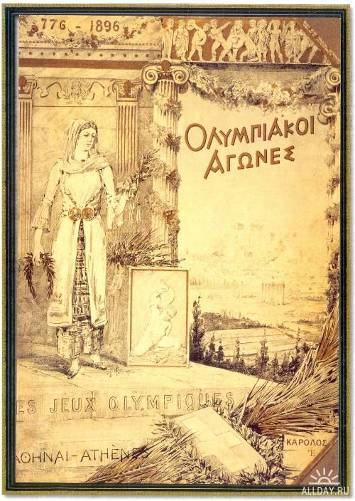 776 - 1896
ΟΛΥΜΠΙΑΚΟΙ
ΑΓΩΝΕΣ
ES JEUX OLYMPIQUES
ΑΘΗΝΑΙ-ATHÈNES
ΚΑΡΟΛΟΣ
ALLDAY.RU